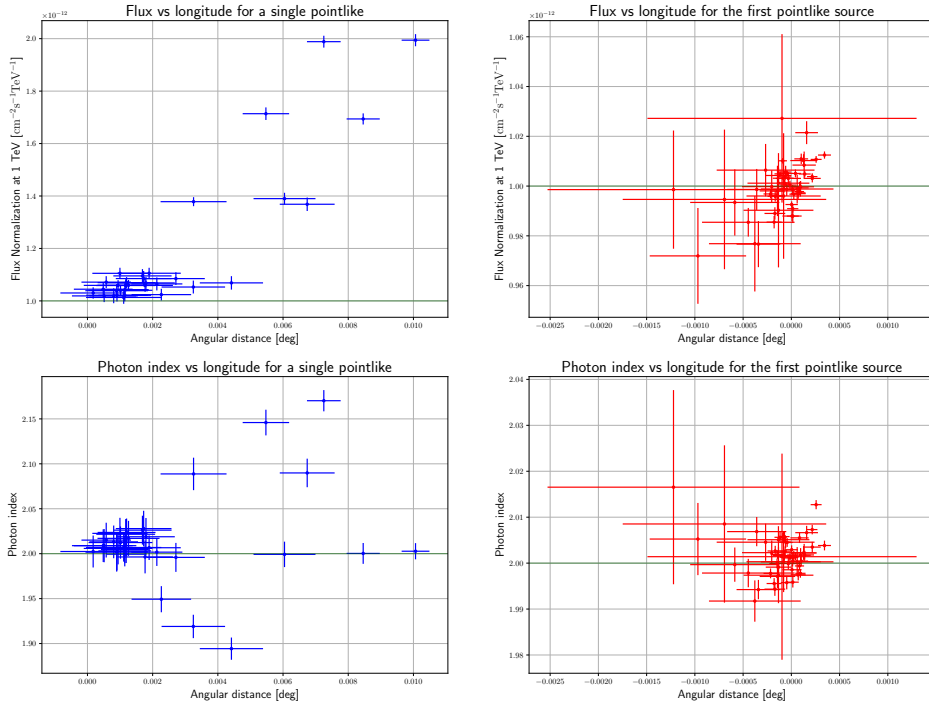 Flux vs longitude for a single pointlike
×10⁻¹²
Flux Normalization at 1 TeV [cm⁻²s⁻¹TeV⁻¹]
2.0
1.8
1.6
1.4
1.2
1.0
0.000 0.002 0.004 0.006 0.008 0.010
Angular distance [deg]
Flux vs longitude for the first pointlike source
×10⁻¹²
Flux Normalization at 1 TeV [cm⁻²s⁻¹TeV⁻¹]
1.06
1.04
1.02
1.00
0.98
0.96
−0.0025 −0.0020 −0.0015 −0.0010 −0.0005 0.0000 0.0005 0.0010
Angular distance [deg]
Photon index vs longitude for a single pointlike
Photon index
2.15
2.10
2.05
2.00
1.95
1.90
0.000 0.002 0.004 0.006 0.008 0.010
Angular distance [deg]
Photon index vs longitude for the first pointlike source
Photon index
2.04
2.03
2.02
2.01
2.00
1.99
1.98
−0.0025 −0.0020 −0.0015 −0.0010 −0.0005 0.0000 0.0005 0.0010
Angular distance [deg]